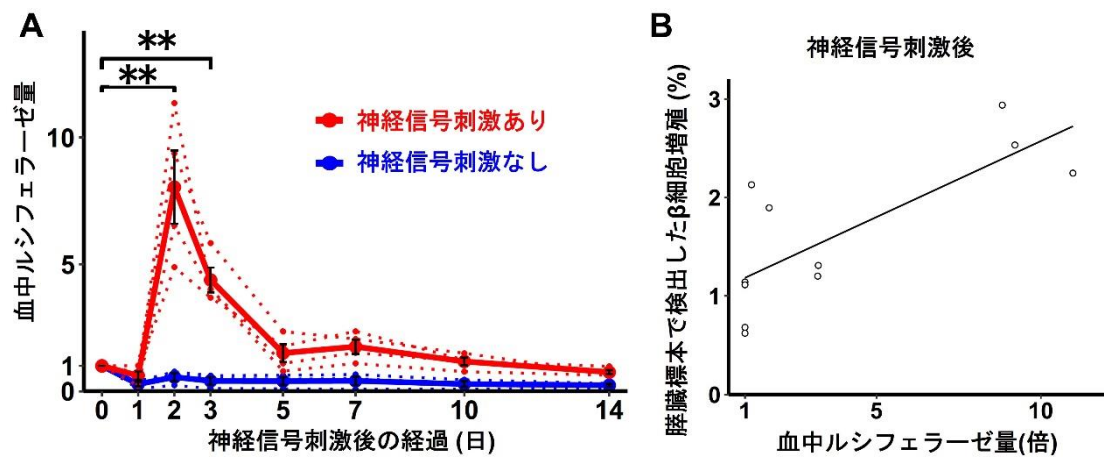 A
**
**
血中ルシフェラーゼ量
10
5
1
0
神経信号刺激あり
神経信号刺激なし
0 1 2 3 5 7 10 14
神経信号刺激後の経過 (日)
B
神経信号刺激後
膵臓標本で検出したβ細胞増殖 (%)
3
2
1
0
1 5 10
血中ルシフェラーゼ量(倍)